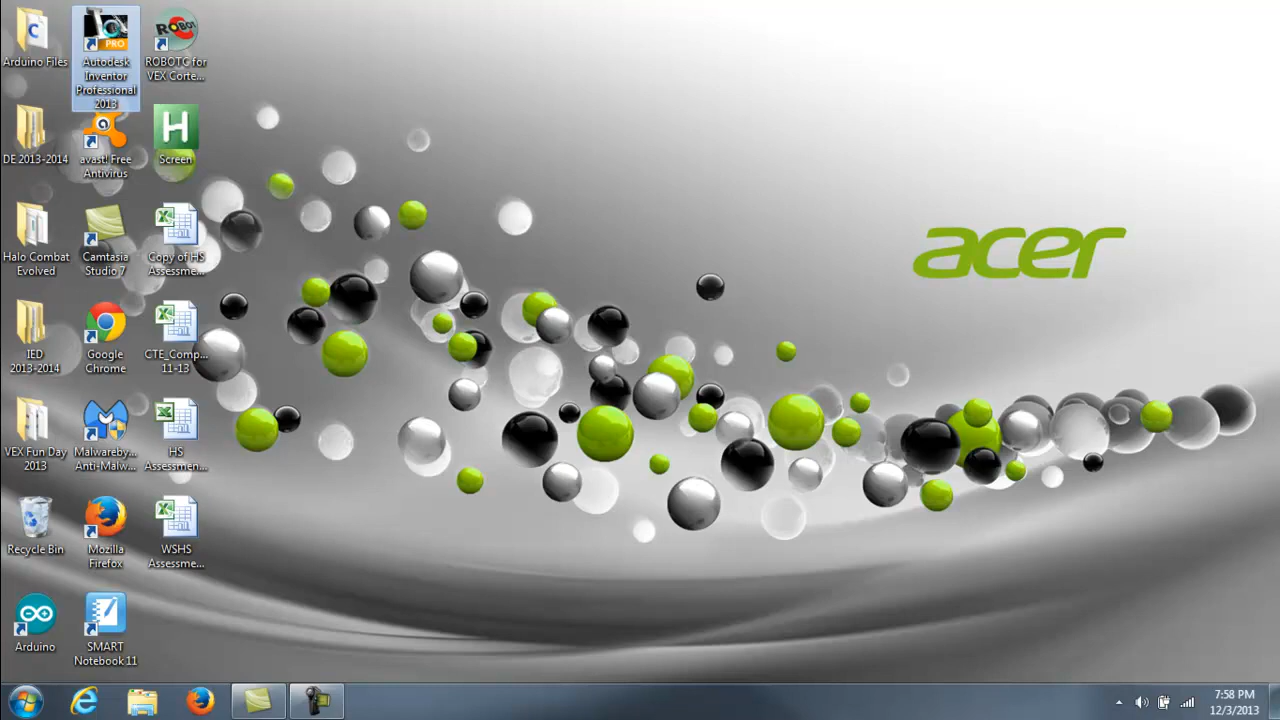 Arduino Files
Autodesk
Inventor
Professional
2013
PRO
ROBOT
ROBOTC for
VEX Corte...
DE 2013-2014
avast! Free
Antivirus
H
Screen
Halo Combat
Evolved
Camtasia
Studio 7
Copy of HS
Assessme...
IED
2013-2014
Google
Chrome
CTE_Comp...
11-13
VEX Fun Day
2013
Malwareby...
Anti-Malw...
HS
Assessmen...
Recycle Bin
Mozilla
Firefox
WSHS
Assessme...
Arduino
SMART
Notebook 11
acer
7:58 PM
12/3/2013